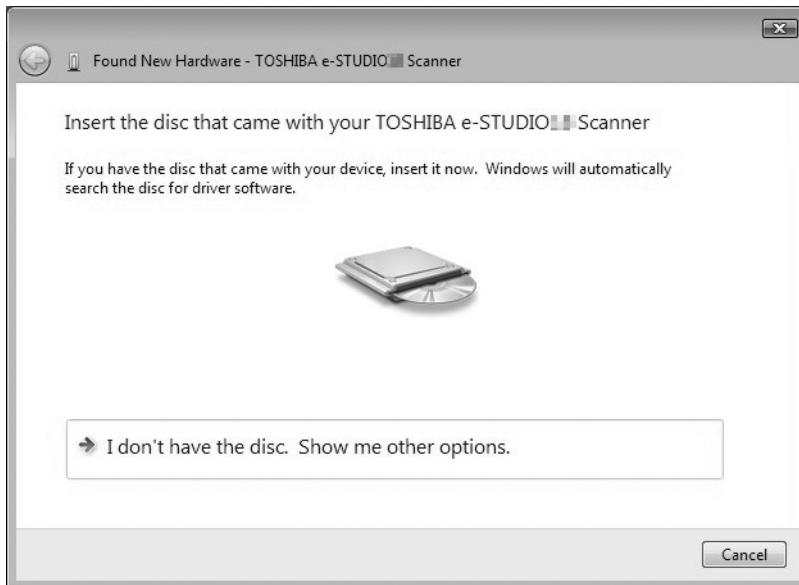 Found New Hardware - TOSHIBA e-STUDIO Scanner
Insert the disc that came with your TOSHIBA e-STUDIO Scanner
If you have the disc that came with your device, insert it now. Windows will automatically
search the disc for driver software.
I don't have the disc. Show me other options.
Cancel